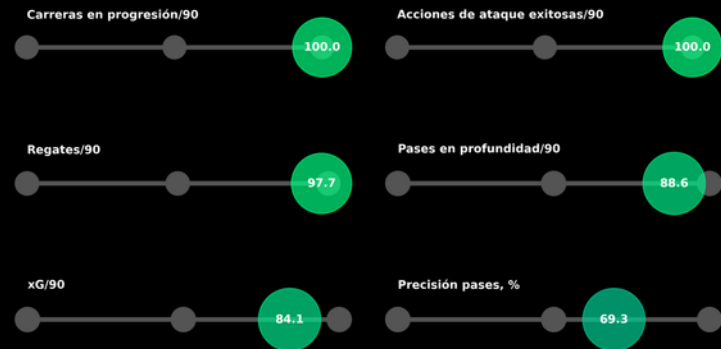 Carreras en progresión/90
Acciones de ataque exitosas/90
100.0
100.0
Regates/90
Pases en profundidad/90
97.7
88.6
xG/90
Precisión pases, %
84.1
69.3